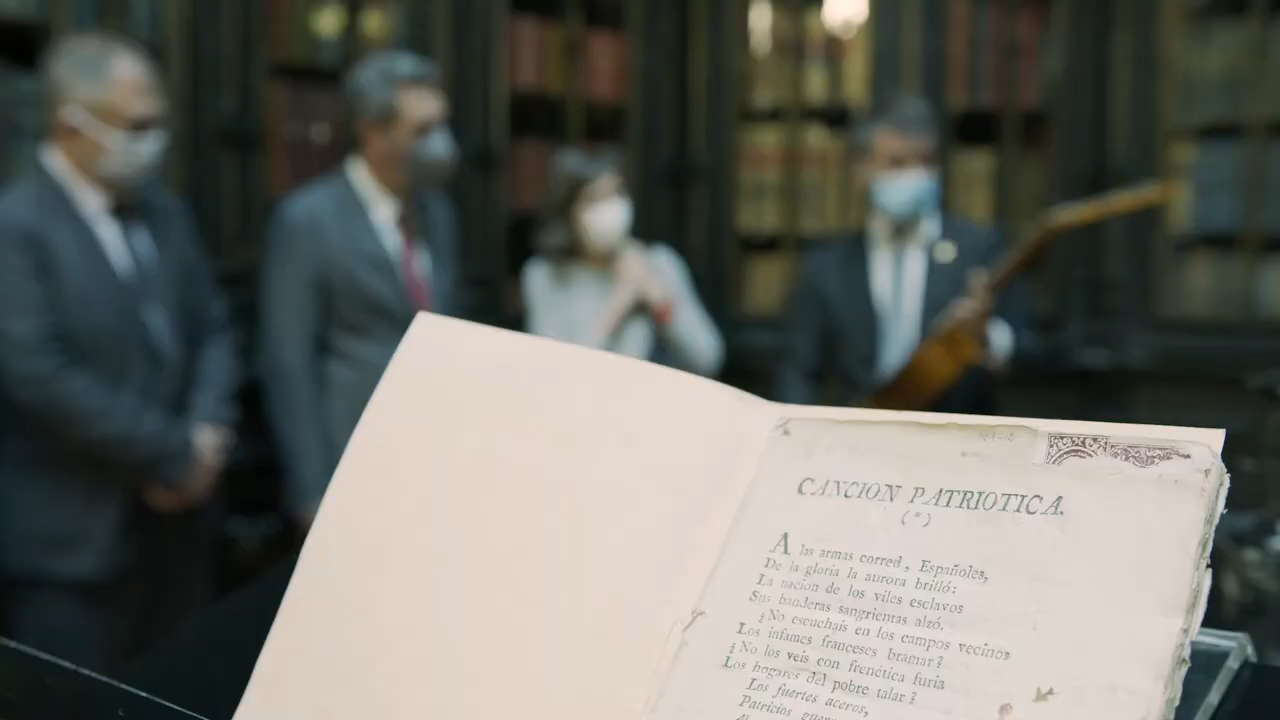 CANCION PATRIOTICA.
(*)
A las armas corred, Españoles,
De la gloria la aurora brilló:
La nacion de los viles esclavos
Sus banderas sangrientas alzó.
¿No escuchais en los campos vecinos
Los infames franceses bramar?
¿No los veis con frenética furia
Los hogares del pobre talar?
Los fuertes aceros,
Patricios